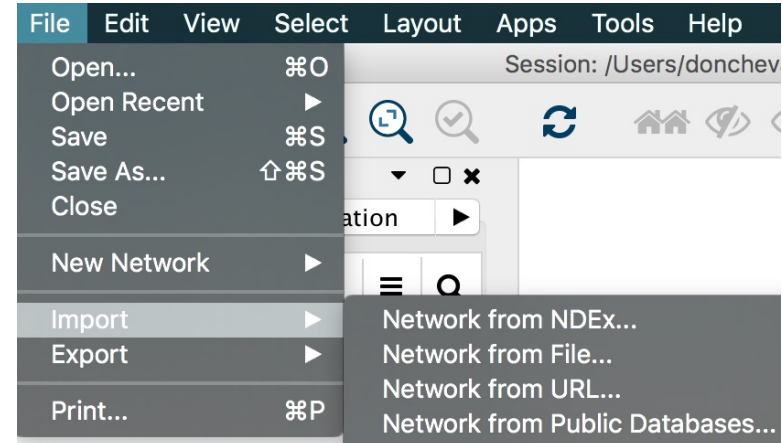 File Edit View Select Layout Apps Tools Help
Session: /Users/donchev
Open... ⌘O
Open Recent ▶
Save ⌘S
Save As... ⇧⌘S
Close
ation ▶
New Network ▶
Import ▶
Network from NDEx...
Export ▶
Network from File...
Network from URL...
Print... ⌘P
Network from Public Databases...